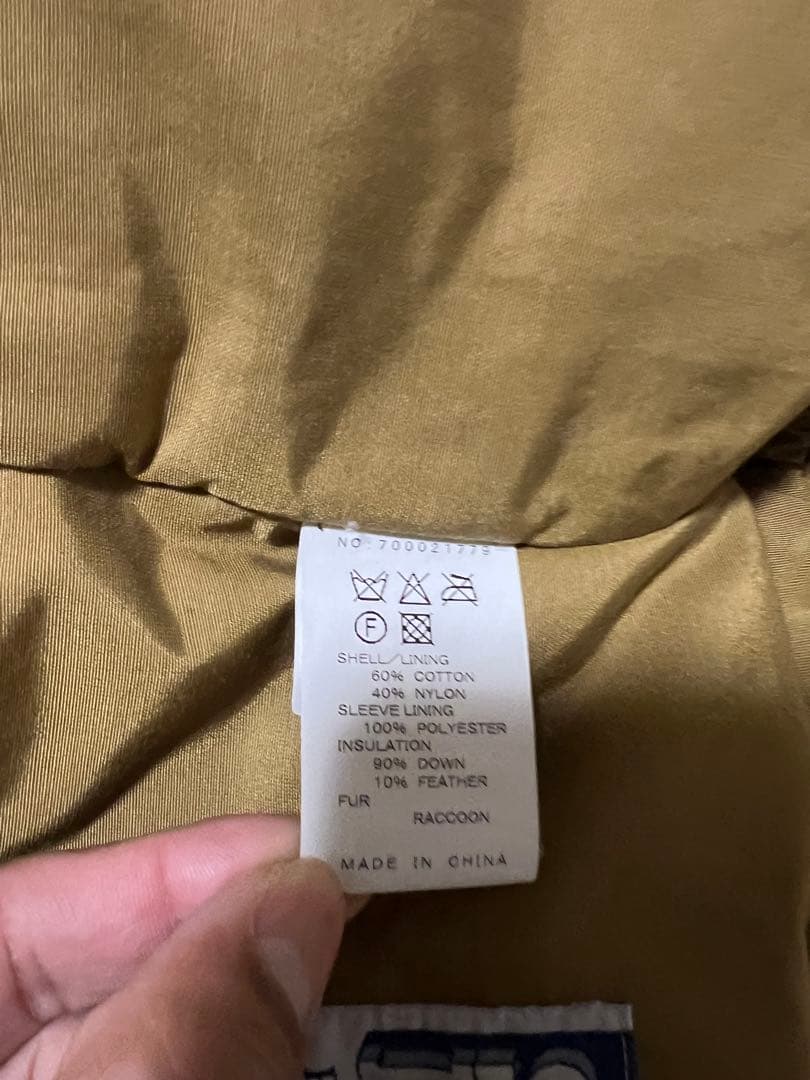 NO.700021779-
F
SHELL/LINING
60% COTTON
40% NYLON
SLEEVE LINING
100% POLYESTER
INSULATION
90% DOWN
10% FEATHER
FUR
RACCOON
MADE IN CHINA